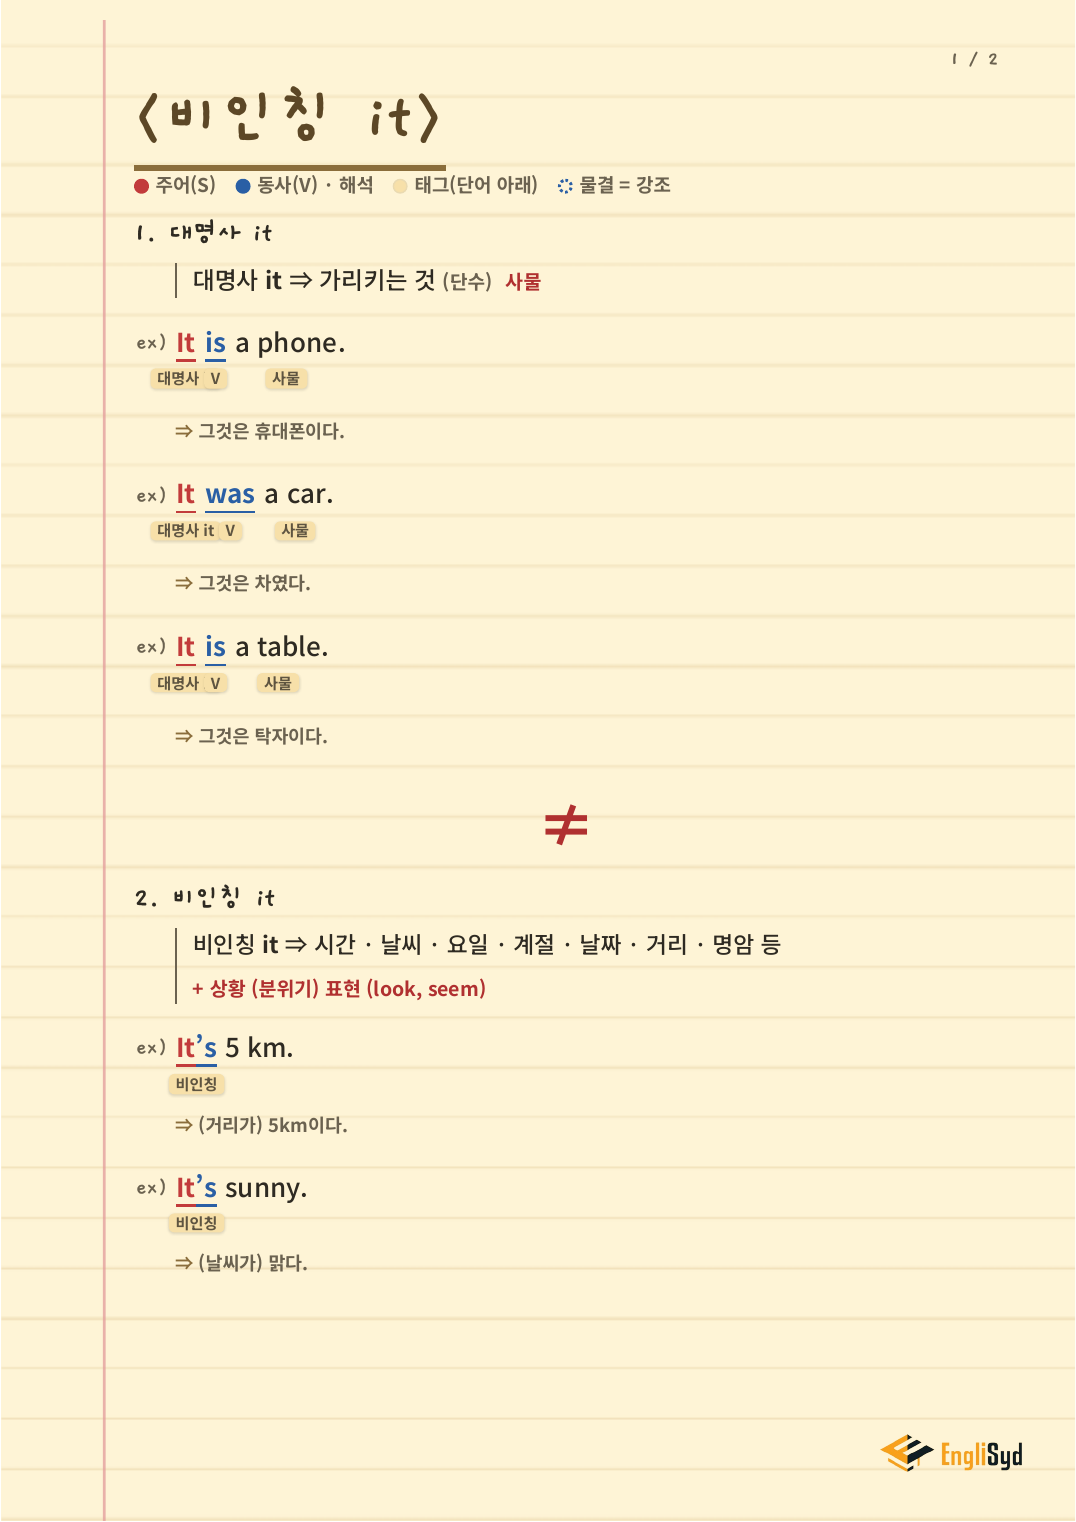 1 / 2
<비인칭 it>
주어(S) 동사(V) · 해석 태그(단어 아래) 물결 = 강조
1. 대명사 it
대명사 it ⇒ 가리키는 것 (단수) 사물
ex) It is a phone.
대명사 V 사물
⇒ 그것은 휴대폰이다.
ex) It was a car.
대명사 it V 사물
⇒ 그것은 차였다.
ex) It is a table.
대명사 V 사물
⇒ 그것은 탁자이다.
≠
2. 비인칭 it
비인칭 it ⇒ 시간 · 날씨 · 요일 · 계절 · 날짜 · 거리 · 명암 등
+ 상황 (분위기) 표현 (look, seem)
ex) It’s 5 km.
비인칭
⇒ (거리가) 5km이다.
ex) It’s sunny.
비인칭
⇒ (날씨가) 맑다.
EngliSyd